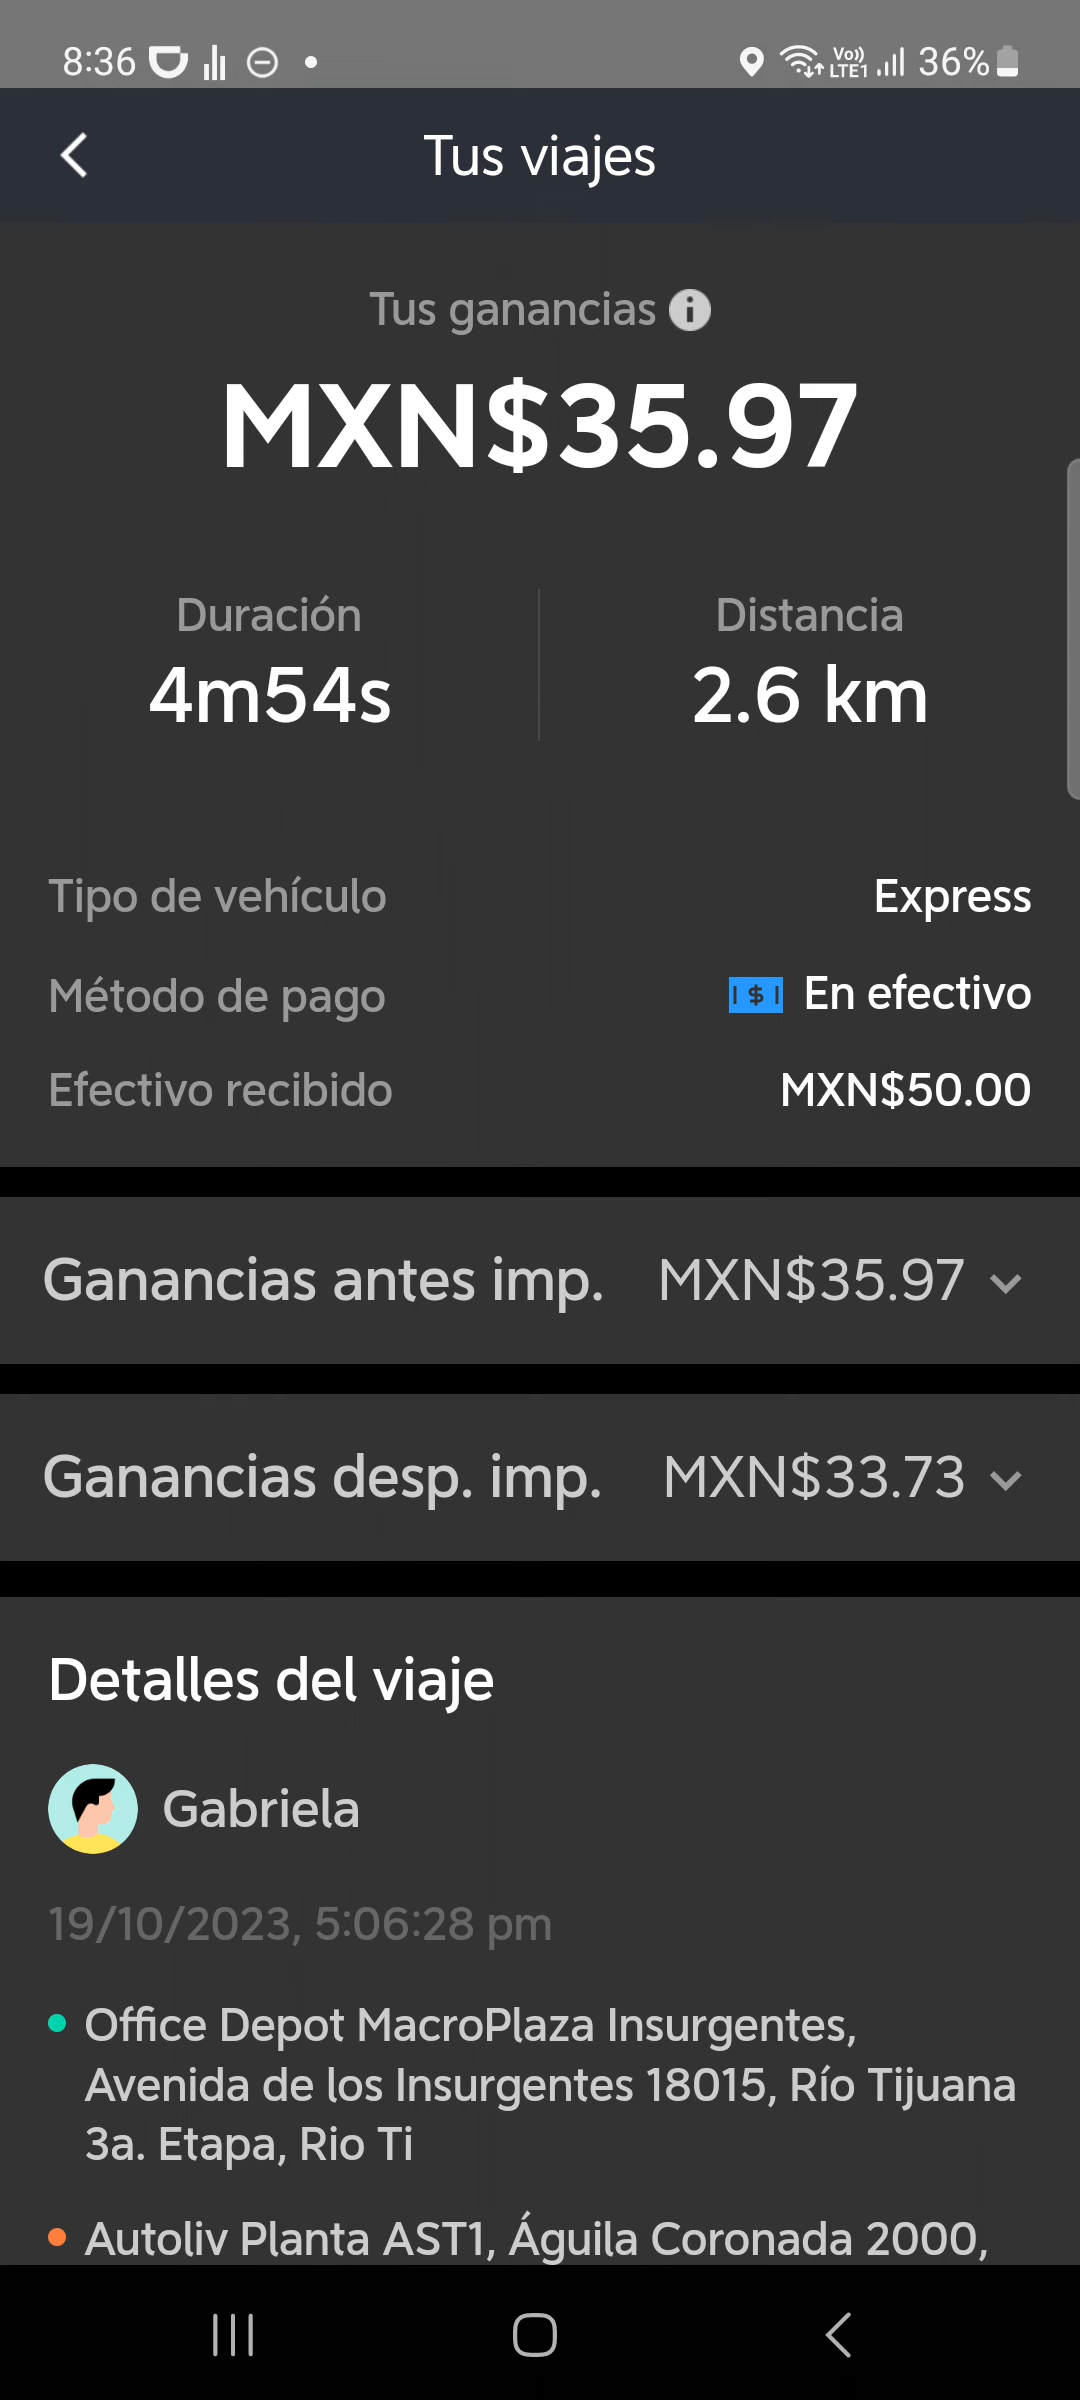 8:36 Vo)) LTE1 36%
Tus viajes
Tus ganancias
MXN$35.97
Duración Distancia
4m54s 2.6 km
Tipo de vehículo Express
Método de pago En efectivo
Efectivo recibido MXN$50.00
Ganancias antes imp. MXN$35.97
Ganancias desp. imp. MXN$33.73
Detalles del viaje
Gabriela
19/10/2023, 5:06:28 pm
Office Depot MacroPlaza Insurgentes,
Avenida de los Insurgentes 18015, Río Tijuana
3a. Etapa, Rio Ti
Autoliv Planta AST1, Águila Coronada 2000,